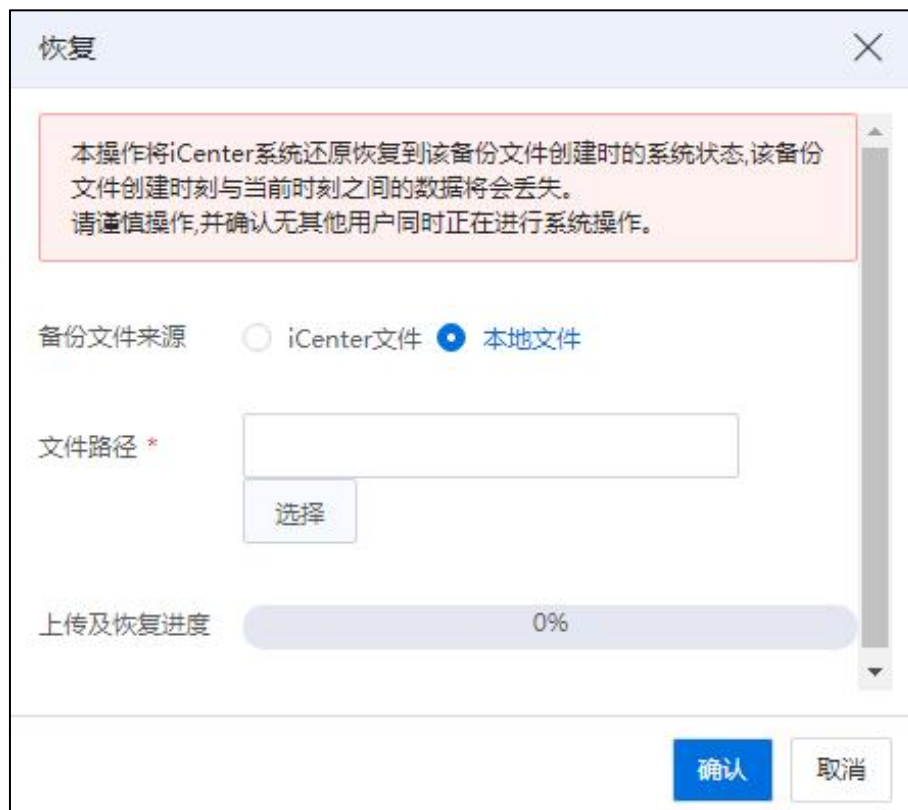 恢复
本操作将iCenter系统还原恢复到该备份文件创建时的系统状态,该备份
文件创建时刻与当前时刻之间的数据将会丢失。
请谨慎操作,并确认无其他用户同时正在进行系统操作。
备份文件来源 iCenter文件 本地文件
文件路径 *
选择
上传及恢复进度 0%
确认 取消